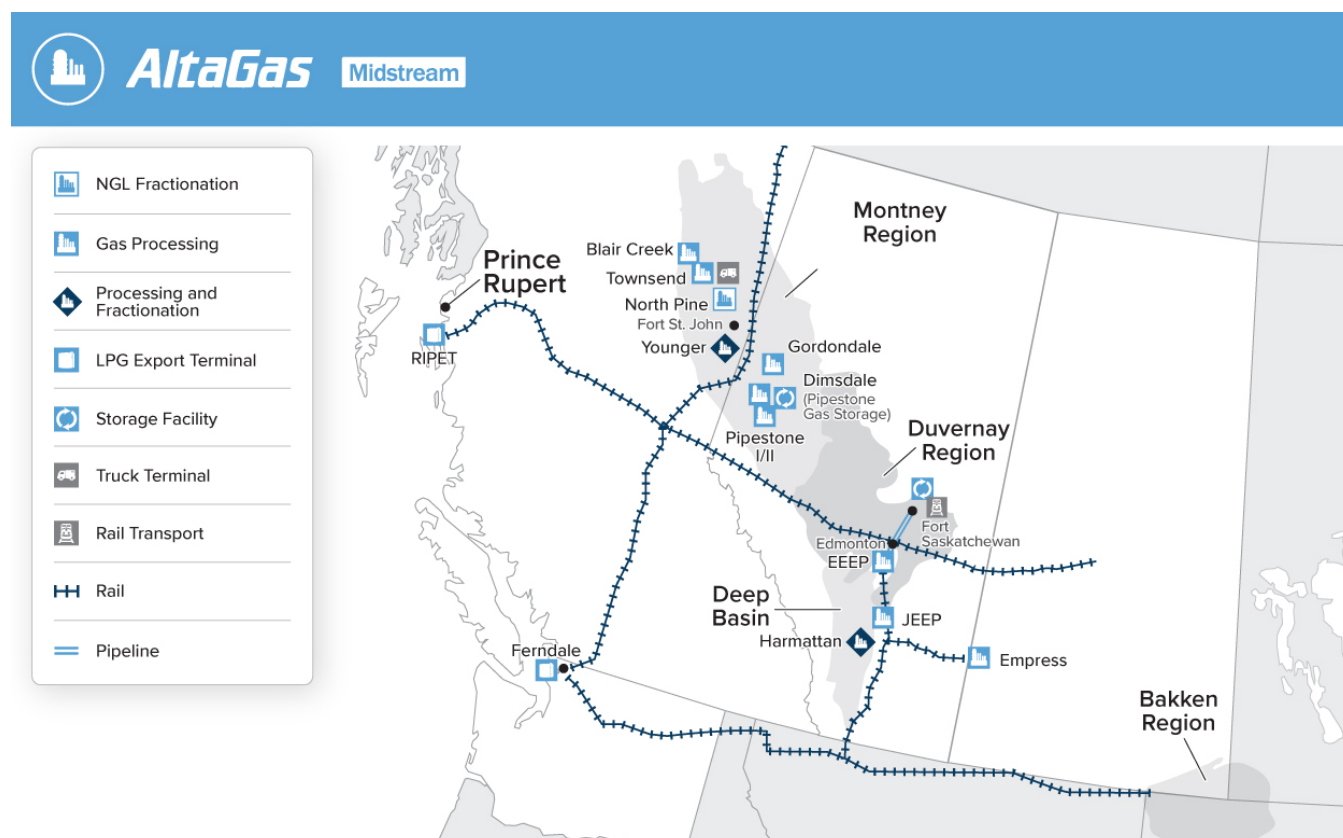 AltaGas Midstream
NGL Fractionation
Gas Processing
Processing and
Fractionation
LPG Export Terminal
Storage Facility
Truck Terminal
Rail Transport
Rail
Pipeline
Prince
Rupert
RIPET
Blair Creek
Townsend
North Pine
Fort St. John
Younger
Montney
Region
Gordondale
Dimsdale
(Pipestone
Gas Storage)
Pipestone
I/II
Duvernay
Region
Fort
Saskatchewan
Edmonton
EEEP
Deep
Basin
JEEP
Harmattan
Empress
Ferndale
Bakken
Region